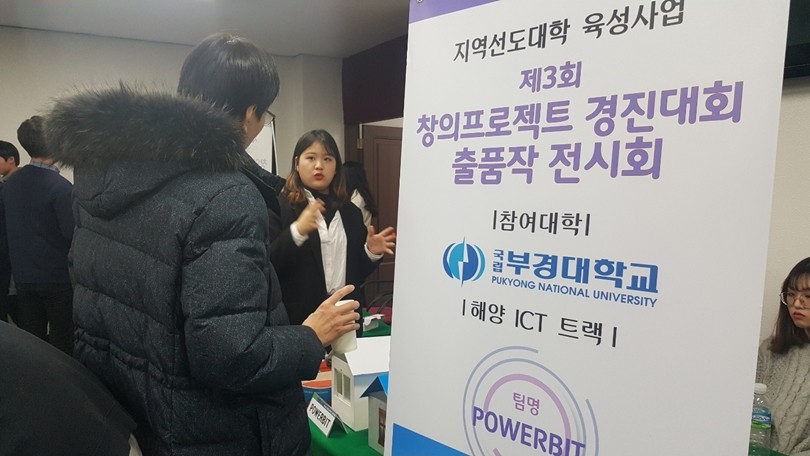 지역선도대학 육성사업
제3회
창의프로젝트 경진대회
출품작 전시회
|참여대학|
국립 부경대학교
PUKYONG NATIONAL UNIVERSITY
| 해양 ICT 트랙 |
팀명
POWERBIT
POWERBIT